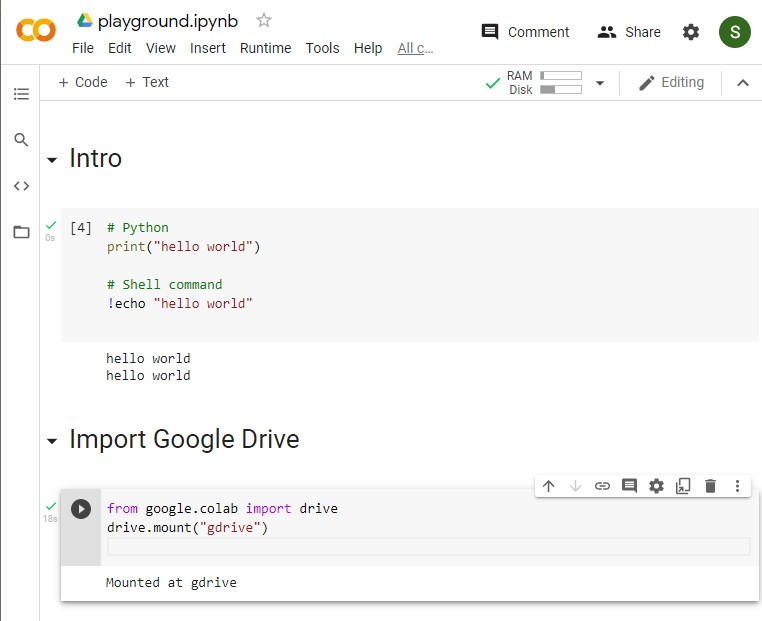 playground.ipynb
Comment
Share
S
File Edit View Insert Runtime Tools Help All c…
+ Code + Text
RAM
Disk
Editing
Intro
0s
[4] # Python
print("hello world")
# Shell command
!echo "hello world"
hello world
hello world
Import Google Drive
18s
from google.colab import drive
drive.mount("gdrive")
Mounted at gdrive